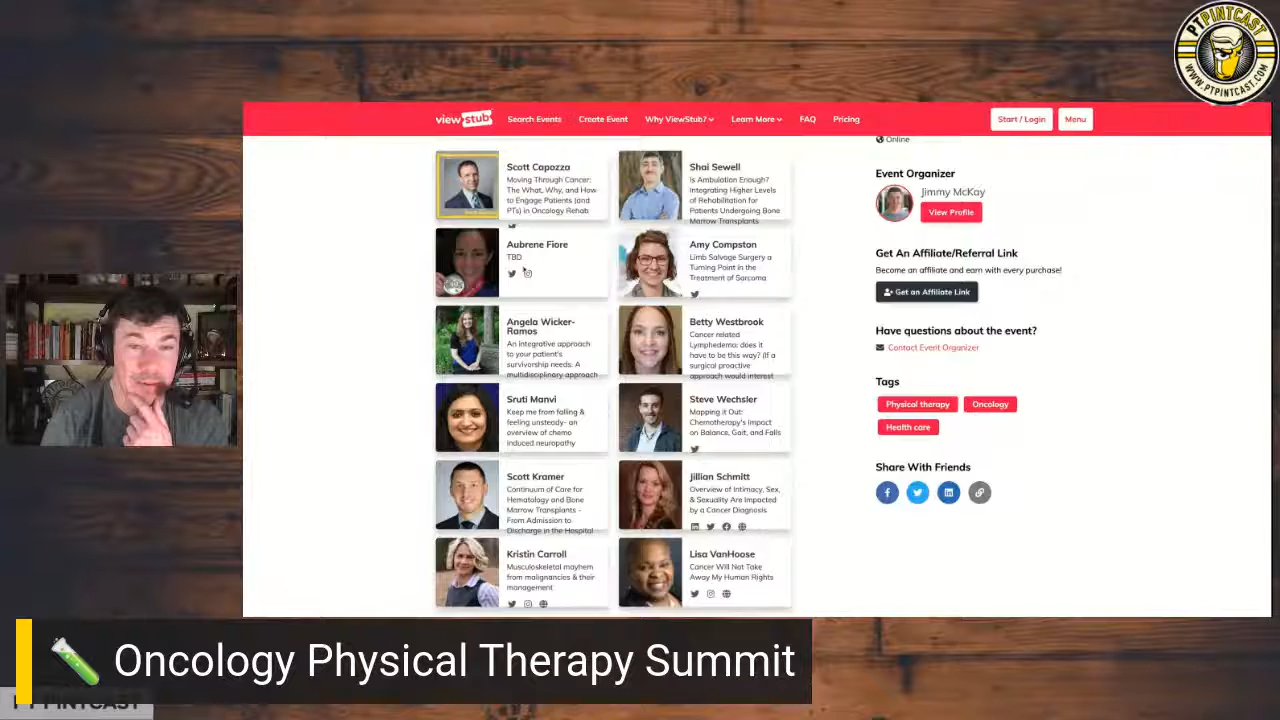 PTPINTCAST
WWW.PTPINTCAST.COM
viewstub
Search Events
Create Event
Why ViewStub?
Learn More
FAQ
Pricing
Start / Login
Menu
Online
Scott Capozza
Moving Through Cancer:
The What, Why, and How
to Engage Patients (and
PTs) in Oncology Rehab
Shai Sewell
Is Ambulation Enough?
Integrating Higher Levels
of Rehabilitation for
Patients Undergoing Bone
Marrow Transplants
Aubrene Fiore
TBD
Amy Compston
Limb Salvage Surgery a
Turning Point in the
Treatment of Sarcoma
Angela Wicker-
Ramos
An integrative approach
to your patient's
survivorship needs. A
multidisciplinary approach
Betty Westbrook
Cancer related
Lymphedema: does it
have to be this way? (If a
surgical proactive
approach would interest
Sruti Manvi
Keep me from falling &
feeling unsteady- an
overview of chemo
induced neuropathy
Steve Wechsler
Mapping it Out:
Chemotherapy's Impact
on Balance, Gait, and Falls
Scott Kramer
Continuum of Care for
Hematology and Bone
Marrow Transplants -
From Admission to
Discharge in the Hospital
Jillian Schmitt
Overview of Intimacy, Sex,
& Sexuality Are Impacted
by a Cancer Diagnosis
Kristin Carroll
Musculoskeletal mayhem
from malignancies & their
management
Lisa VanHoose
Cancer Will Not Take
Away My Human Rights
Event Organizer
Jimmy McKay
View Profile
Get An Affiliate/Referral Link
Become an affiliate and earn with every purchase!
Get an Affiliate Link
Have questions about the event?
Contact Event Organizer
Tags
Physical therapy
Oncology
Health care
Share With Friends
Oncology Physical Therapy Summit
PT PINTCAST